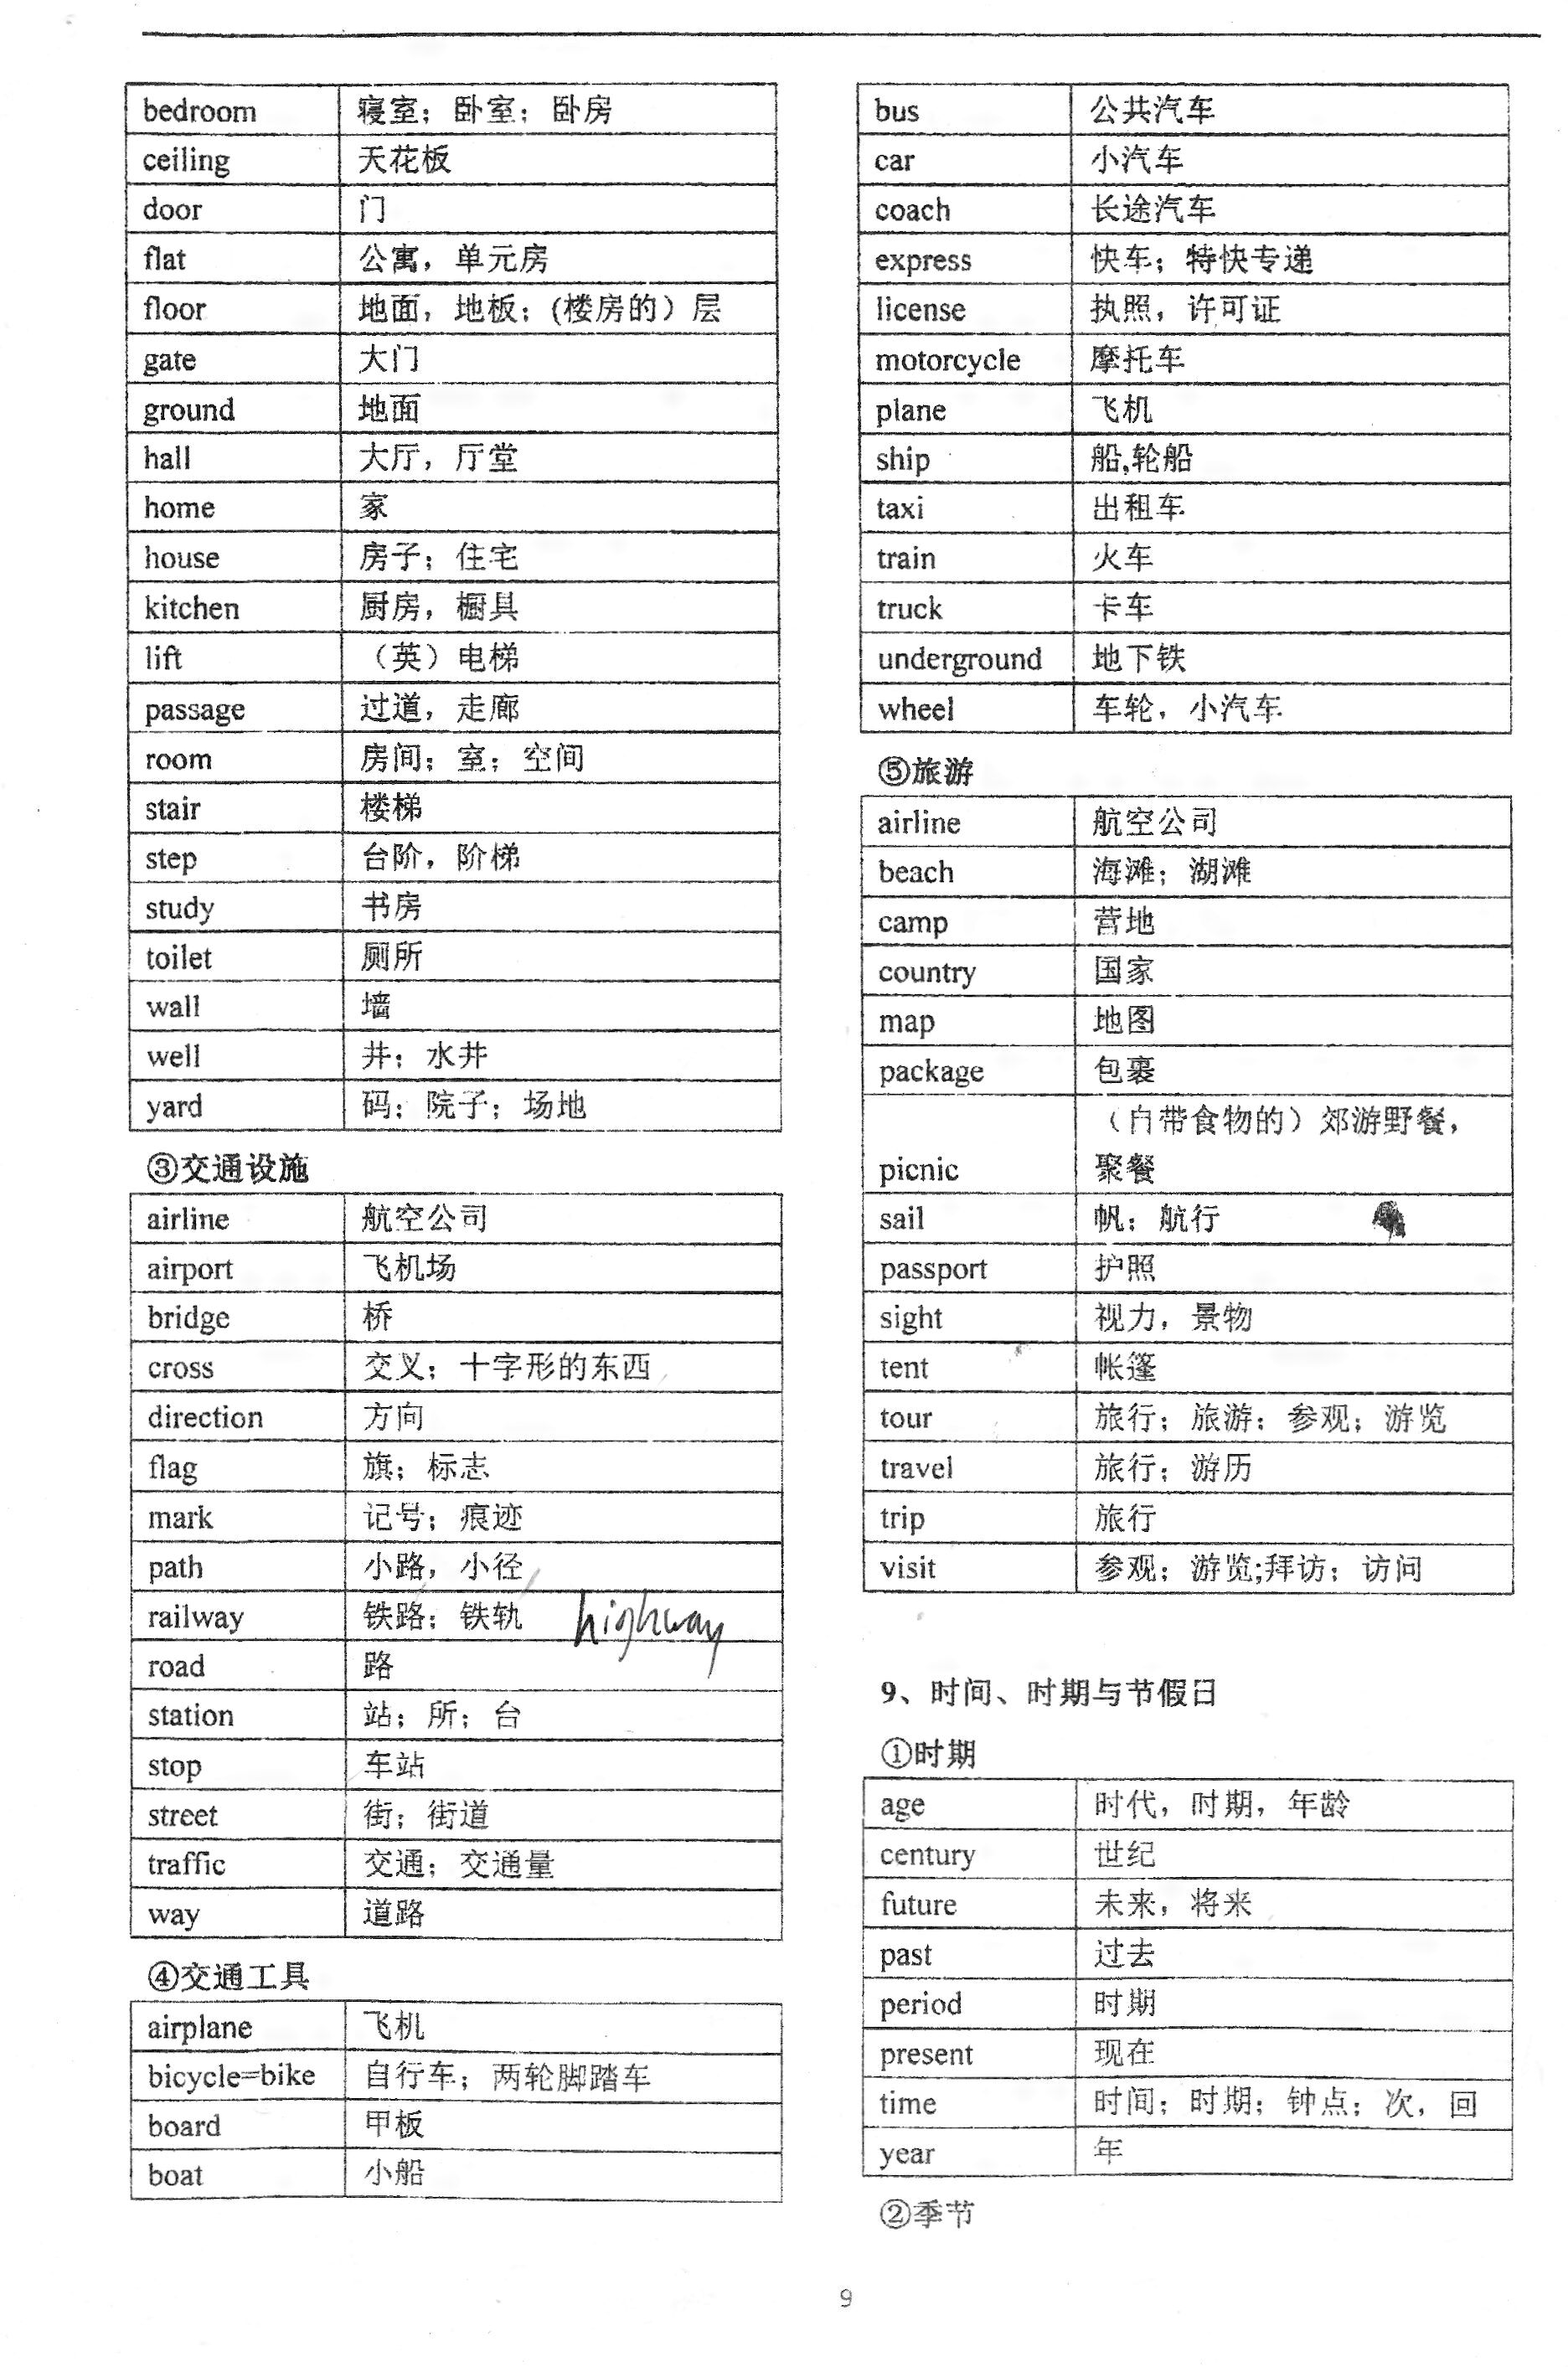 bedroom 寝室；卧室；卧房
ceiling 天花板
door 门
flat 公寓，单元房
floor 地面，地板；(楼房的）层
gate 大门
ground 地面
hall 大厅，厅堂
home 家
house 房子；住宅
kitchen 厨房，橱具
lift （英）电梯
passage 过道，走廊
room 房间；室；空间
stair 楼梯
step 台阶，阶梯
study 书房
toilet 厕所
wall 墙
well 井；水井
yard 码；院子；场地
③交通设施
airline 航空公司
airport 飞机场
bridge 桥
cross 交叉；十字形的东西
direction 方向
flag 旗；标志
mark 记号；痕迹
path 小路，小径
railway 铁路；铁轨 highway
road 路
station 站；所；台
stop 车站
street 街；街道
traffic 交通；交通量
way 道路
④交通工具
airplane 飞机
bicycle=bike 自行车；两轮脚踏车
board 甲板
boat 小船
bus 公共汽车
car 小汽车
coach 长途汽车
express 快车；特快专递
license 执照，许可证
motorcycle 摩托车
plane 飞机
ship 船,轮船
taxi 出租车
train 火车
truck 卡车
underground 地下铁
wheel 车轮，小汽车
⑤旅游
airline 航空公司
beach 海滩；湖滩
camp 营地
country 国家
map 地图
package 包裹
（自带食物的）郊游野餐，
picnic 聚餐
sail 帆；航行
passport 护照
sight 视力，景物
tent 帐篷
tour 旅行；旅游；参观；游览
travel 旅行；游历
trip 旅行
visit 参观；游览;拜访；访问
9、时间、时期与节假日
①时期
age 时代，时期，年龄
century 世纪
future 未来，将来
past 过去
period 时期
present 现在
time 时间；时期；钟点；次，回
year 年
②季节
9